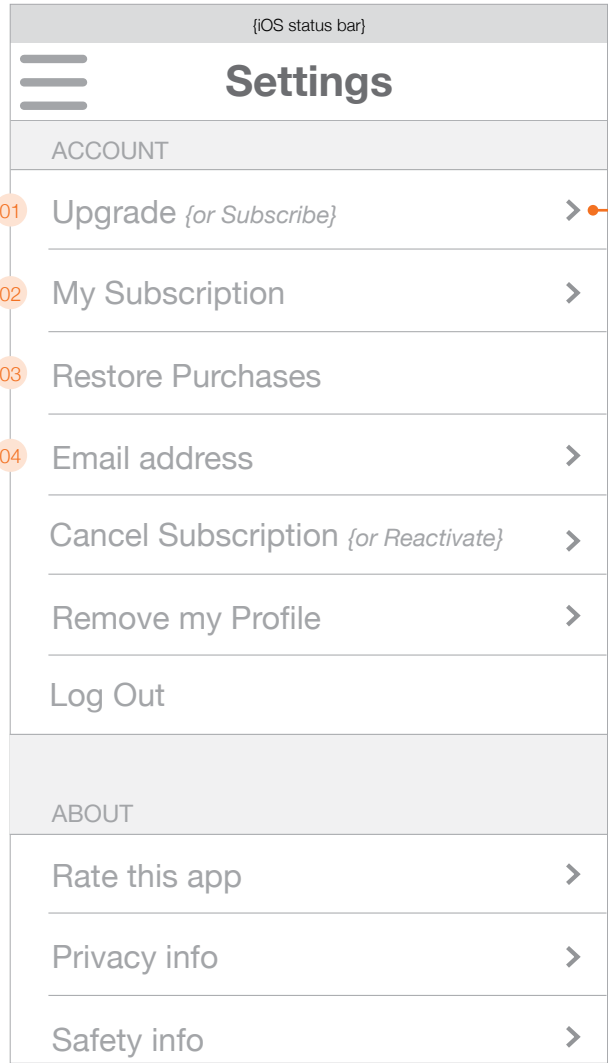 {iOS status bar}
Settings
ACCOUNT
01 Upgrade {or Subscribe}
02 My Subscription
03 Restore Purchases
04 Email address
Cancel Subscription {or Reactivate}
Remove my Profile
Log Out
ABOUT
Rate this app
Privacy info
Safety info